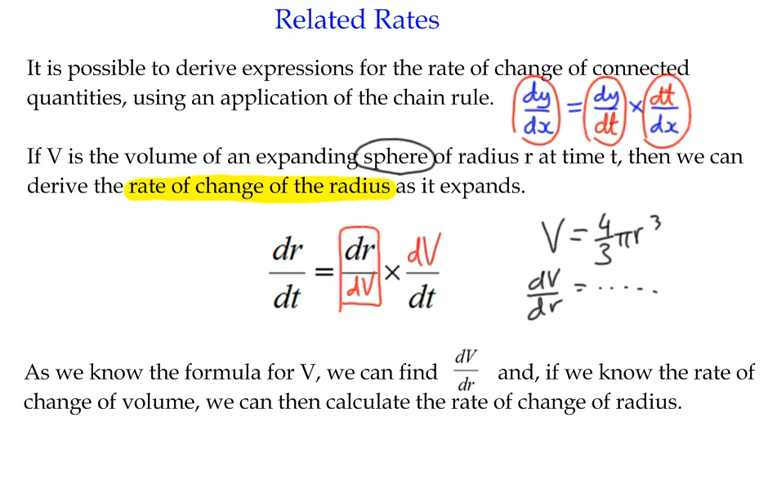 Related Rates
It is possible to derive expressions for the rate of change of connected
quantities, using an application of the chain rule. dy/dx = dy/dt × dt/dx
If V is the volume of an expanding sphere of radius r at time t, then we can
derive the rate of change of the radius as it expands.
dr/dt = dr/dV × dV/dt
V = 4/3 πr³
dV/dr = .....
As we know the formula for V, we can find dV/dr and, if we know the rate of
change of volume, we can then calculate the rate of change of radius.